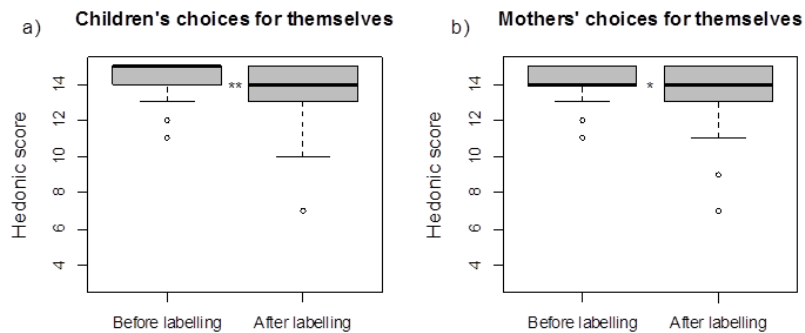 a)
Children's choices for themselves
Hedonic score
14
12
10
8
6
4
**
Before labelling
After labelling
b)
Mothers' choices for themselves
Hedonic score
14
12
10
8
6
4
*
Before labelling
After labelling